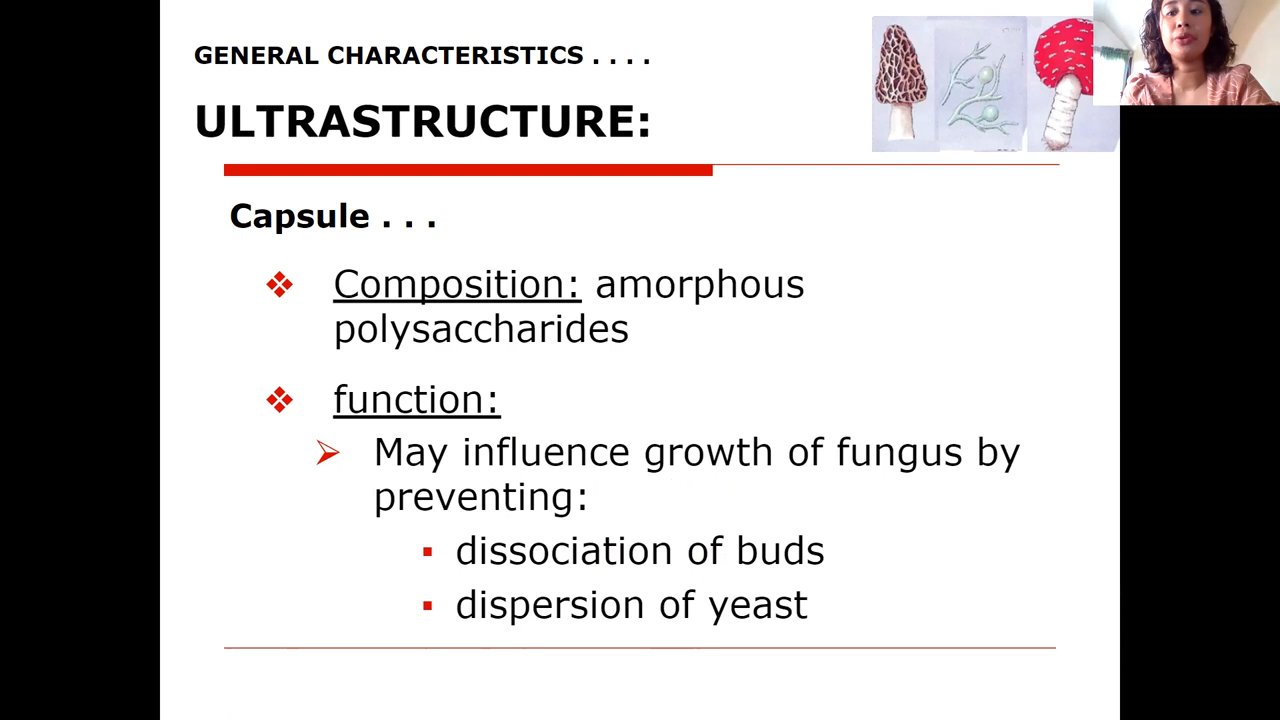 GENERAL CHARACTERISTICS . . . .
ULTRASTRUCTURE:
Capsule . . .
Composition: amorphous
polysaccharides
function:
May influence growth of fungus by
preventing:
dissociation of buds
dispersion of yeast